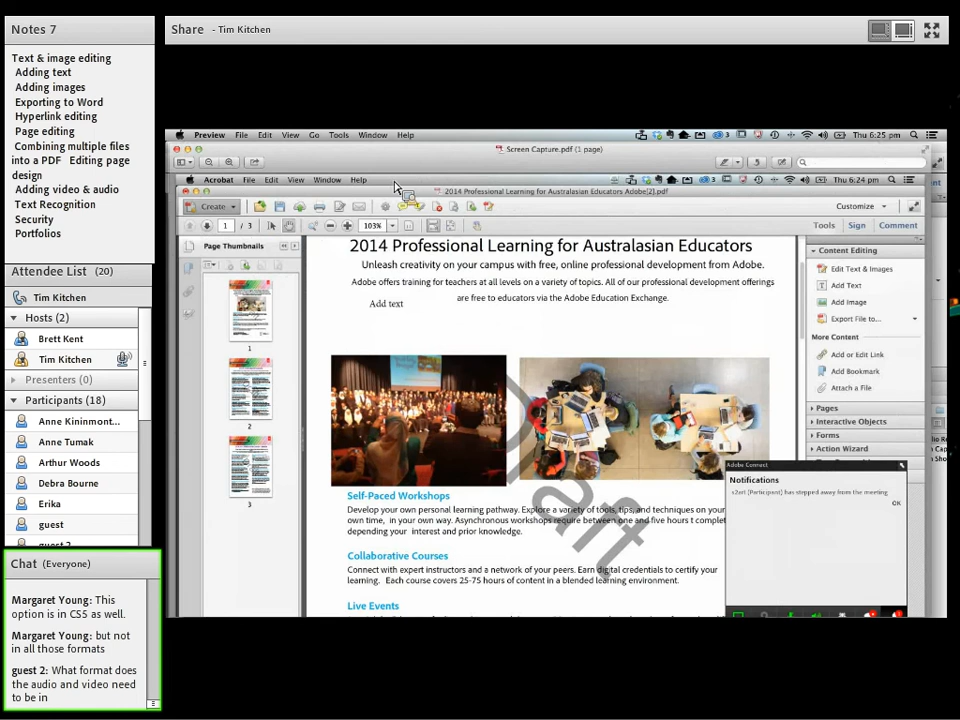 Notes 7
Text & image editing
Adding text
Adding images
Exporting to Word
Hyperlink editing
Page editing
Combining multiple files
into a PDF Editing page
design
Adding video & audio
Text Recognition
Security
Portfolios
Attendee List (20)
Tim Kitchen
Hosts (2)
Brett Kent
Tim Kitchen
Presenters (0)
Participants (18)
Anne Kininmont...
Anne Tumak
Arthur Woods
Debra Bourne
Erika
guest
guest 2
Chat (Everyone)
Margaret Young: This
option is in CS5 as well.
Margaret Young: but not
in all those formats
guest 2: What format does
the audio and video need
to be in
Share - Tim Kitchen
Preview File Edit View Go Tools Window Help
3 Thu 6:25 pm
Screen Capture.pdf (1 page)
Acrobat File Edit View Window Help
3 Thu 6:24 pm
2014 Professional Learning for Australasian Educators Adobe[2].pdf
Create
Customize
1 / 3
103%
Tools Sign Comment
Page Thumbnails
1
2
3
2014 Professional Learning for Australasian Educators
Unleash creativity on your campus with free, online professional development from Adobe.
Adobe offers training for teachers at all levels on a variety of topics. All of our professional development offerings
are free to educators via the Adobe Education Exchange.
Add text
Draft
Self-Paced Workshops
Develop your own personal learning pathway. Explore a variety of tools, tips, and techniques on your
own time, in your own way. Asynchronous workshops require between one and five hours t complet
depending your interest and prior knowledge.
Collaborative Courses
Connect with expert instructors and a network of your peers. Earn digital credentials to certify your
learning. Each course covers 25-75 hours of content in a blended learning environment.
Live Events
Content Editing
Edit Text & Images
Add Text
Add Image
Export File to...
More Content
Add or Edit Link
Add Bookmark
Attach a File
Pages
Interactive Objects
Forms
Action Wizard
Adobe Connect
Notifications
(Participant) has stepped away from the meeting
OK